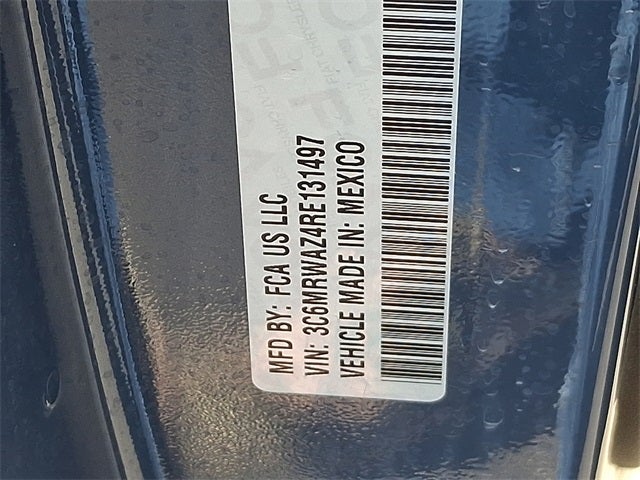 MFD BY: FCA US LLC
VIN: 3C6MRWAZ4RE131497
VEHICLE MADE IN: MEXICO